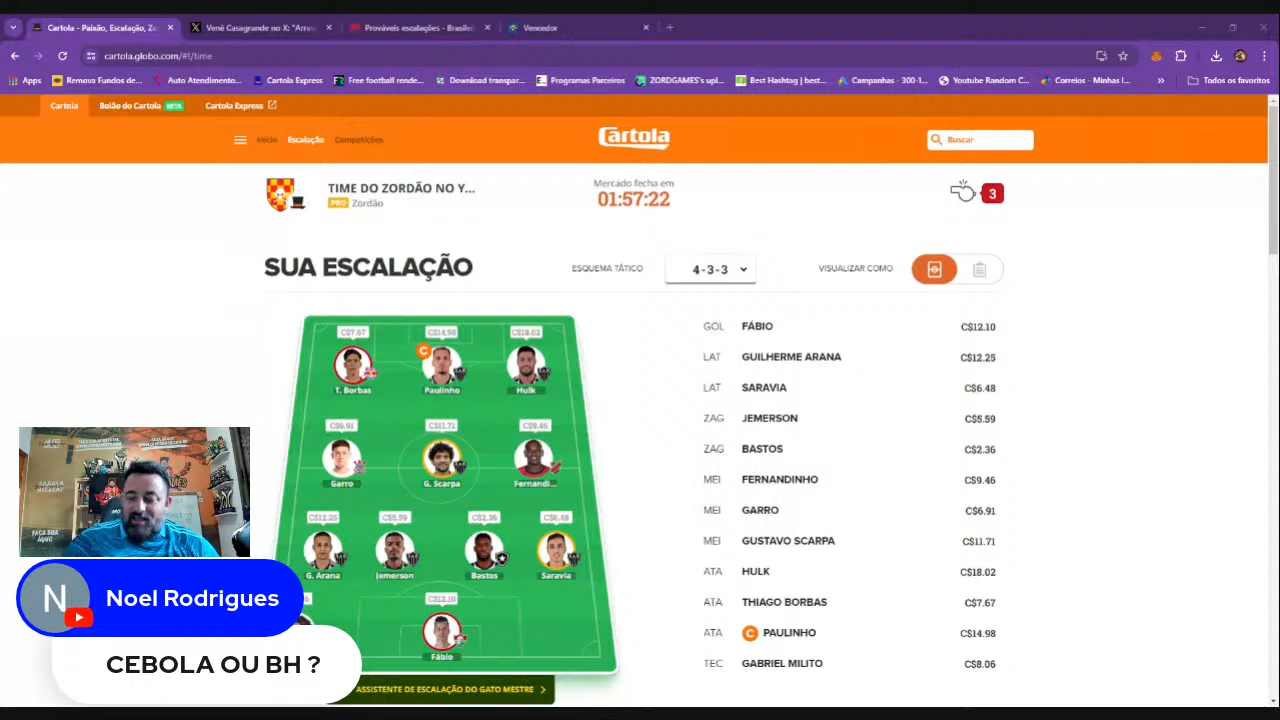 Cartola - Paixão, Escalação, Zo
Venê Casagrande no X: "Arras
Prováveis escalações - Brasileir
Vencedor
cartola.globo.com/#!/time
Apps
Remova Fundos de...
Auto Atendimento...
Cartola Express
Free football rende...
Download transpar...
Programas Parceiros
ZORDGAMES's upl...
Best Hashtag | best...
Campanhas - 300-1...
Youtube Random C...
Correios - Minhas I...
Todos os favoritos
Cartola
Bolão do Cartola BETA
Cartola Express
Início
Escalação
Competições
Cartola
Buscar
TIME DO ZORDÃO NO Y...
PRO Zordão
Mercado fecha em
01:57:22
3
SUA ESCALAÇÃO
ESQUEMA TÁTICO
4-3-3
VISUALIZAR COMO
C$7.67
C$14.98
C$18.02
C
T. Borbas
Paulinho
Hulk
C$6.91
C$11.71
C$9.46
Garro
G. Scarpa
Fernandi...
C$12.25
C$5.59
C$2.36
C$6.48
G. Arana
Jemerson
Bastos
Saravia
C$12.10
Fábio
ASSISTENTE DE ESCALAÇÃO DO GATO MESTRE
GOL FÁBIO C$12.10
LAT GUILHERME ARANA C$12.25
LAT SARAVIA C$6.48
ZAG JEMERSON C$5.59
ZAG BASTOS C$2.36
MEI FERNANDINHO C$9.46
MEI GARRO C$6.91
MEI GUSTAVO SCARPA C$11.71
ATA HULK C$18.02
ATA THIAGO BORBAS C$7.67
ATA C PAULINHO C$14.98
TEC GABRIEL MILITO C$8.06
N
Noel Rodrigues
CEBOLA OU BH ?